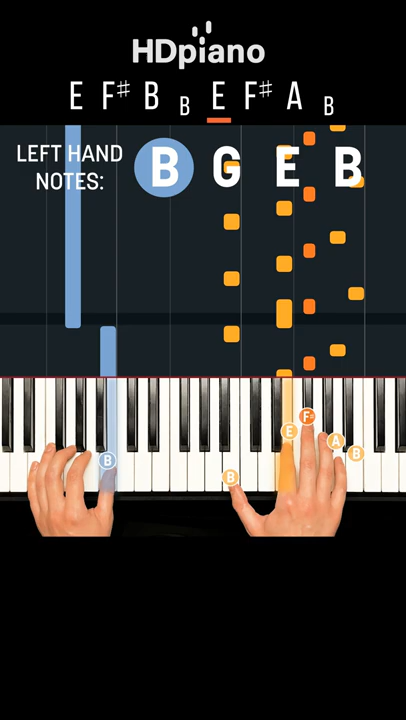 HDpiano
E F# B B E F# A B
LEFT HAND
NOTES:
B G E B
F#
E
A
B
B
B